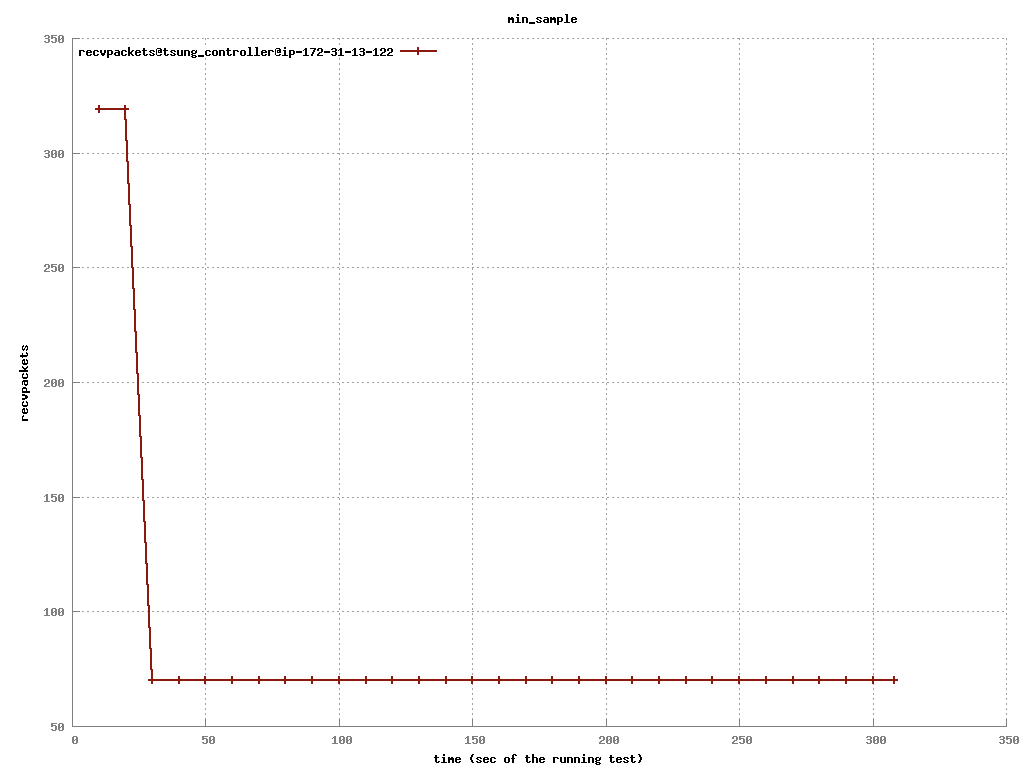 min_sample
350
recvpackets@tsung_controller@ip-172-31-13-122
300
250
200
recvpackets
150
100
50
0 50 100 150 200 250 300 350
time (sec of the running test)